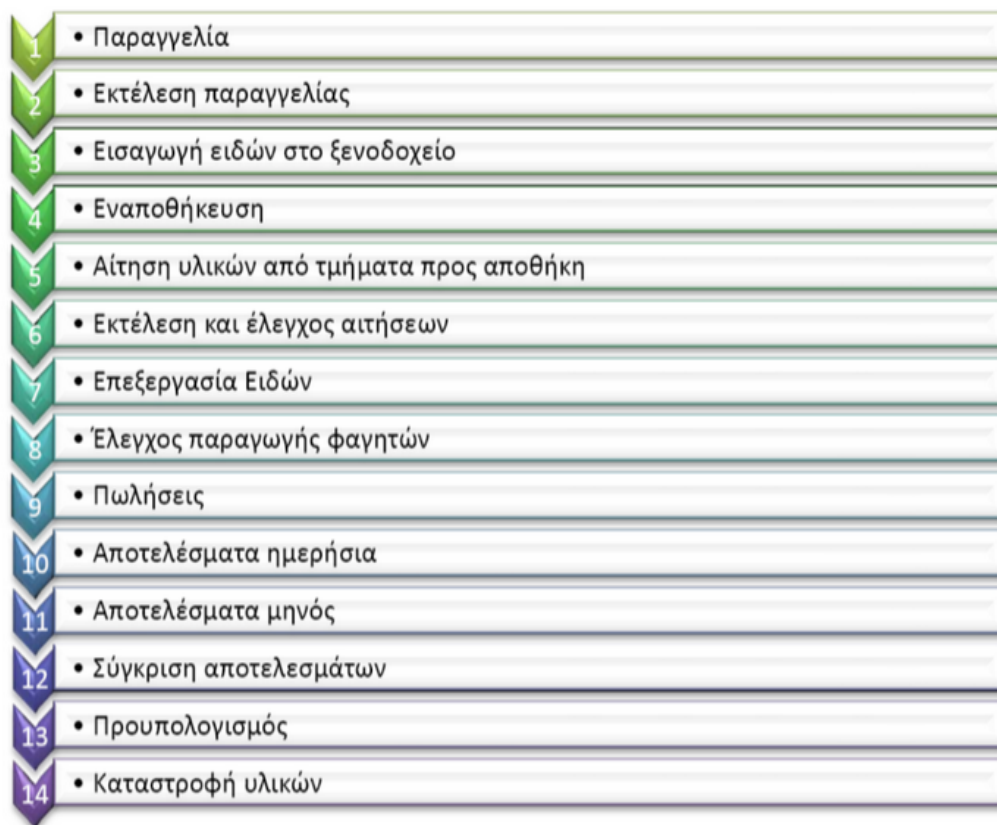 1 • Παραγγελία
2 • Εκτέλεση παραγγελίας
3 • Εισαγωγή ειδών στο ξενοδοχείο
4 • Εναποθήκευση
5 • Αίτηση υλικών από τμήματα προς αποθήκη
6 • Εκτέλεση και έλεγχος αιτήσεων
7 • Επεξεργασία Ειδών
8 • Έλεγχος παραγωγής φαγητών
9 • Πωλήσεις
10 • Αποτελέσματα ημερήσια
11 • Αποτελέσματα μηνός
12 • Σύγκριση αποτελεσμάτων
13 • Προυπολογισμός
14 • Καταστροφή υλικών